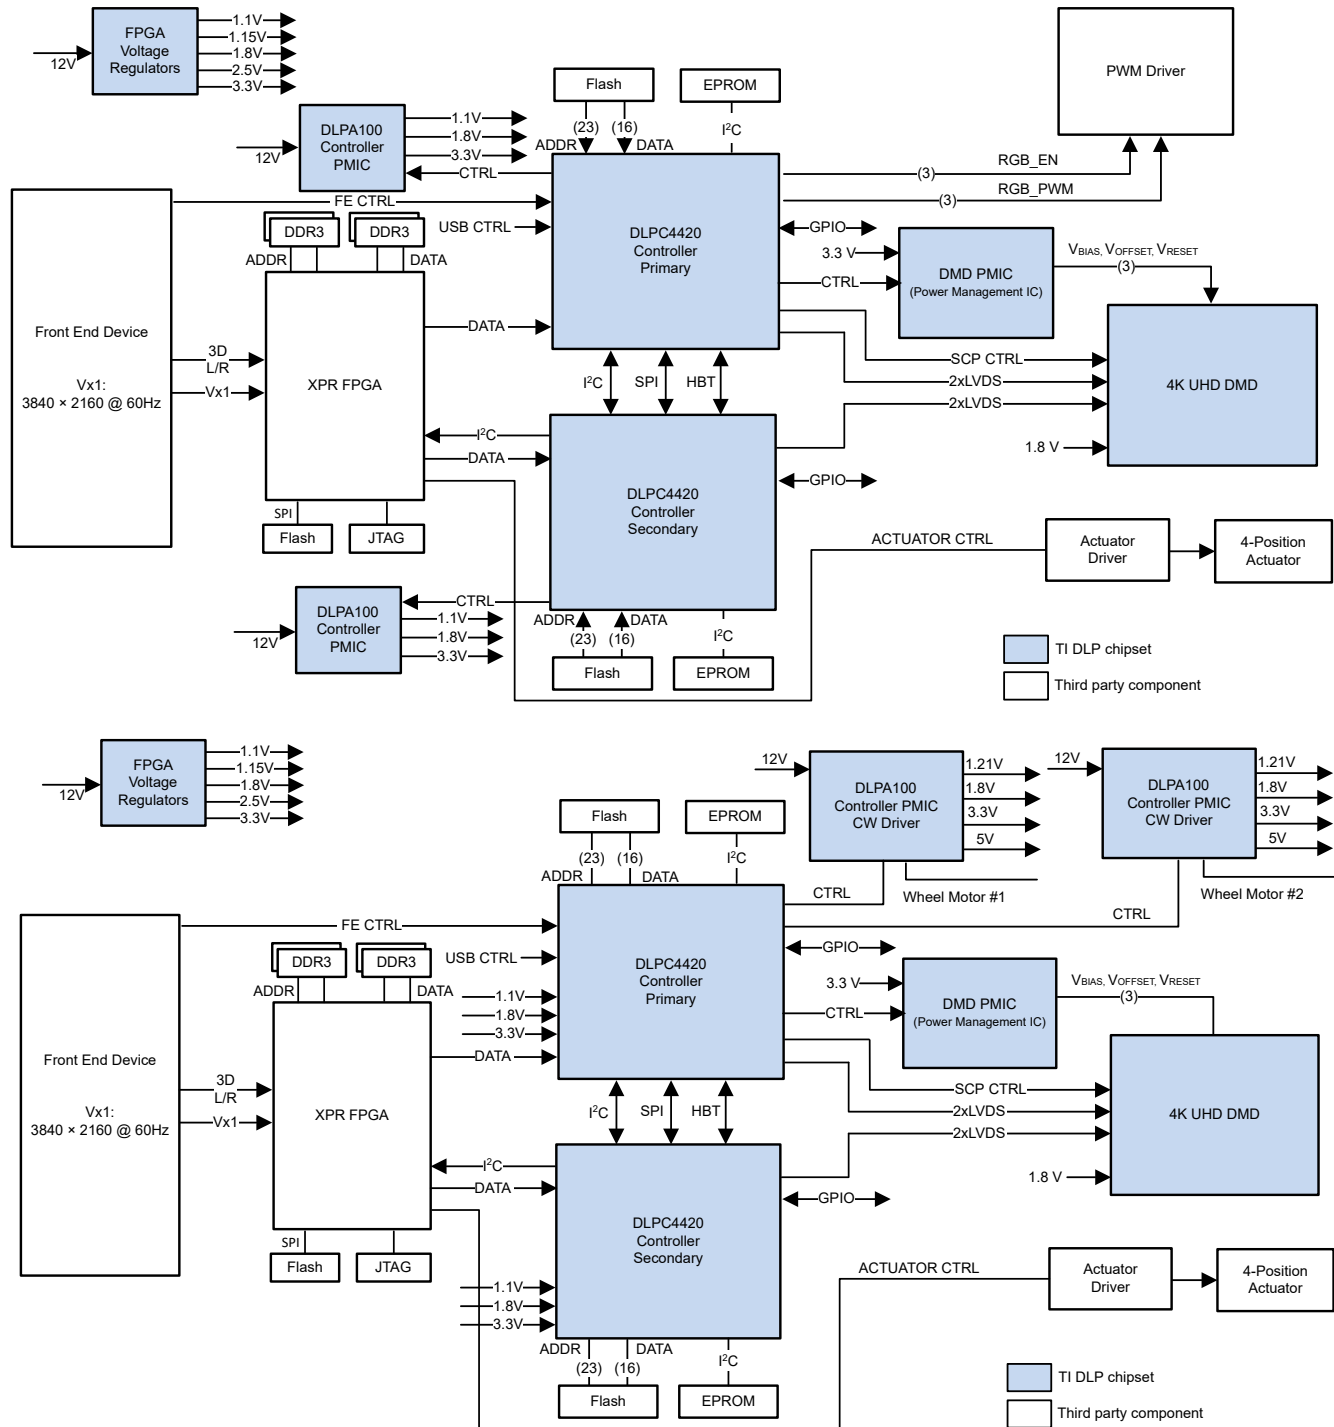 FPGA
Voltage
Regulators
12V
1.1V
1.15V
1.8V
2.5V
3.3V
DLPA100
Controller
PMIC
12V
1.1V
1.8V
3.3V
CTRL
Flash
(23)
(16)
ADDR
DATA
EPROM
I²C
PWM Driver
RGB_EN
(3)
RGB_PWM
(3)
FE CTRL
USB CTRL
DLPC4420
Controller
Primary
GPIO
3.3 V
CTRL
DMD PMIC
(Power Management IC)
VBIAS, VOFFSET, VRESET
(3)
DDR3
DDR3
ADDR
DATA
Front End Device
Vx1:
3840 × 2160 @ 60Hz
3D
L/R
Vx1
XPR FPGA
DATA
SCP CTRL
2xLVDS
2xLVDS
4K UHD DMD
1.8 V
I²C
SPI
HBT
I²C
DATA
DLPC4420
Controller
Secondary
GPIO
SPI
Flash
JTAG
ACTUATOR CTRL
Actuator
Driver
4-Position
Actuator
DLPA100
Controller
PMIC
12V
CTRL
1.1V
1.8V
3.3V
ADDR
DATA
(23)
(16)
Flash
I²C
EPROM
TI DLP chipset
Third party component
FPGA
Voltage
Regulators
12V
1.1V
1.15V
1.8V
2.5V
3.3V
12V
DLPA100
Controller PMIC
CW Driver
1.21V
1.8V
3.3V
5V
Wheel Motor #1
CTRL
12V
DLPA100
Controller PMIC
CW Driver
1.21V
1.8V
3.3V
5V
Wheel Motor #2
CTRL
Flash
(23)
(16)
ADDR
DATA
EPROM
I²C
FE CTRL
USB CTRL
1.1V
1.8V
3.3V
DLPC4420
Controller
Primary
GPIO
3.3 V
CTRL
DMD PMIC
(Power Management IC)
VBIAS, VOFFSET, VRESET
(3)
DDR3
DDR3
ADDR
DATA
Front End Device
Vx1:
3840 × 2160 @ 60Hz
3D
L/R
Vx1
XPR FPGA
DATA
SCP CTRL
2xLVDS
2xLVDS
4K UHD DMD
1.8 V
I²C
SPI
HBT
I²C
DATA
DLPC4420
Controller
Secondary
GPIO
SPI
Flash
JTAG
1.1V
1.8V
3.3V
ACTUATOR CTRL
Actuator
Driver
4-Position
Actuator
ADDR
DATA
(23)
(16)
Flash
I²C
EPROM
TI DLP chipset
Third party component